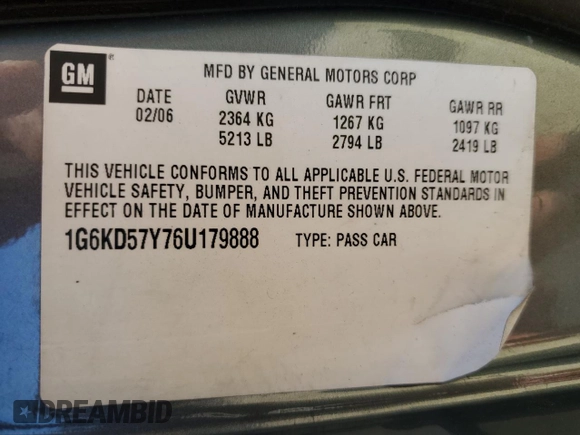 GM
MFD BY GENERAL MOTORS CORP
DATE GVWR GAWR FRT GAWR RR
02/06 2364 KG 1267 KG 1097 KG
5213 LB 2794 LB 2419 LB
THIS VEHICLE CONFORMS TO ALL APPLICABLE U.S. FEDERAL MOTOR
VEHICLE SAFETY, BUMPER, AND THEFT PREVENTION STANDARDS IN
EFFECT ON THE DATE OF MANUFACTURE SHOWN ABOVE.
1G6KD57Y76U179888 TYPE: PASS CAR
DREAMBID